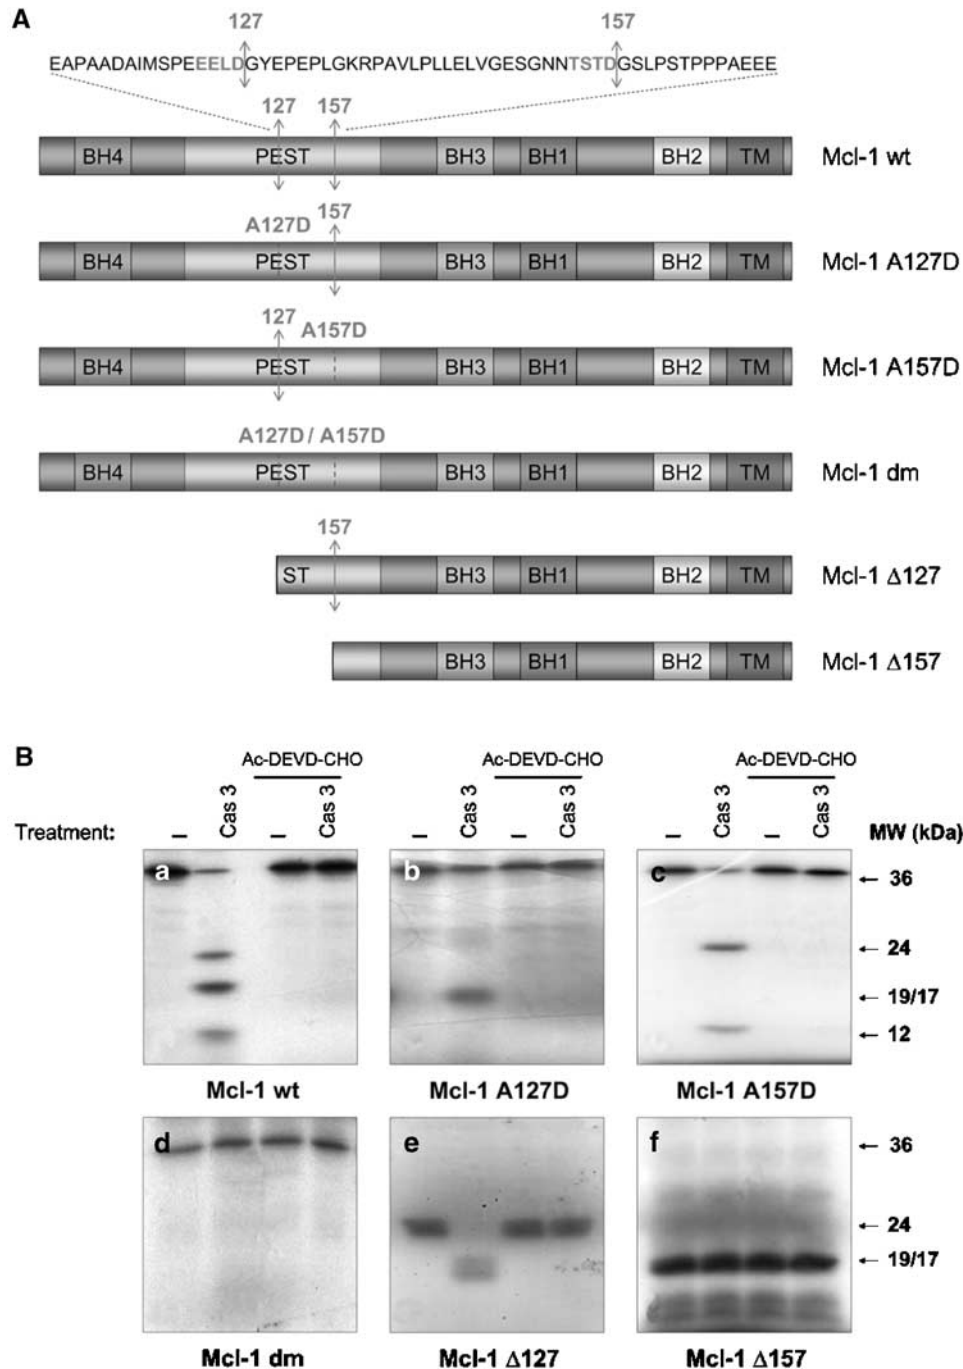 A
127 157
EAPAADAIMSPEEELDGYEPEPLGKRPAVLPLLELVGESGNNTSTDGSLPSTPPPAEEE
127 157
BH4 PEST BH3 BH1 BH2 TM Mcl-1 wt
A127D 157
BH4 PEST BH3 BH1 BH2 TM Mcl-1 A127D
127 A157D
BH4 PEST BH3 BH1 BH2 TM Mcl-1 A157D
A127D / A157D
BH4 PEST BH3 BH1 BH2 TM Mcl-1 dm
157
ST BH3 BH1 BH2 TM Mcl-1 Δ127
BH3 BH1 BH2 TM Mcl-1 Δ157
B
Ac-DEVD-CHO Ac-DEVD-CHO
Treatment: – Cas 3 – Cas 3 – Cas 3 – Cas 3 – Cas 3 – Cas 3 MW (kDa)
a b c
36
24
19/17
12
Mcl-1 wt Mcl-1 A127D Mcl-1 A157D
d e f
36
24
19/17
Mcl-1 dm Mcl-1 Δ127 Mcl-1 Δ157